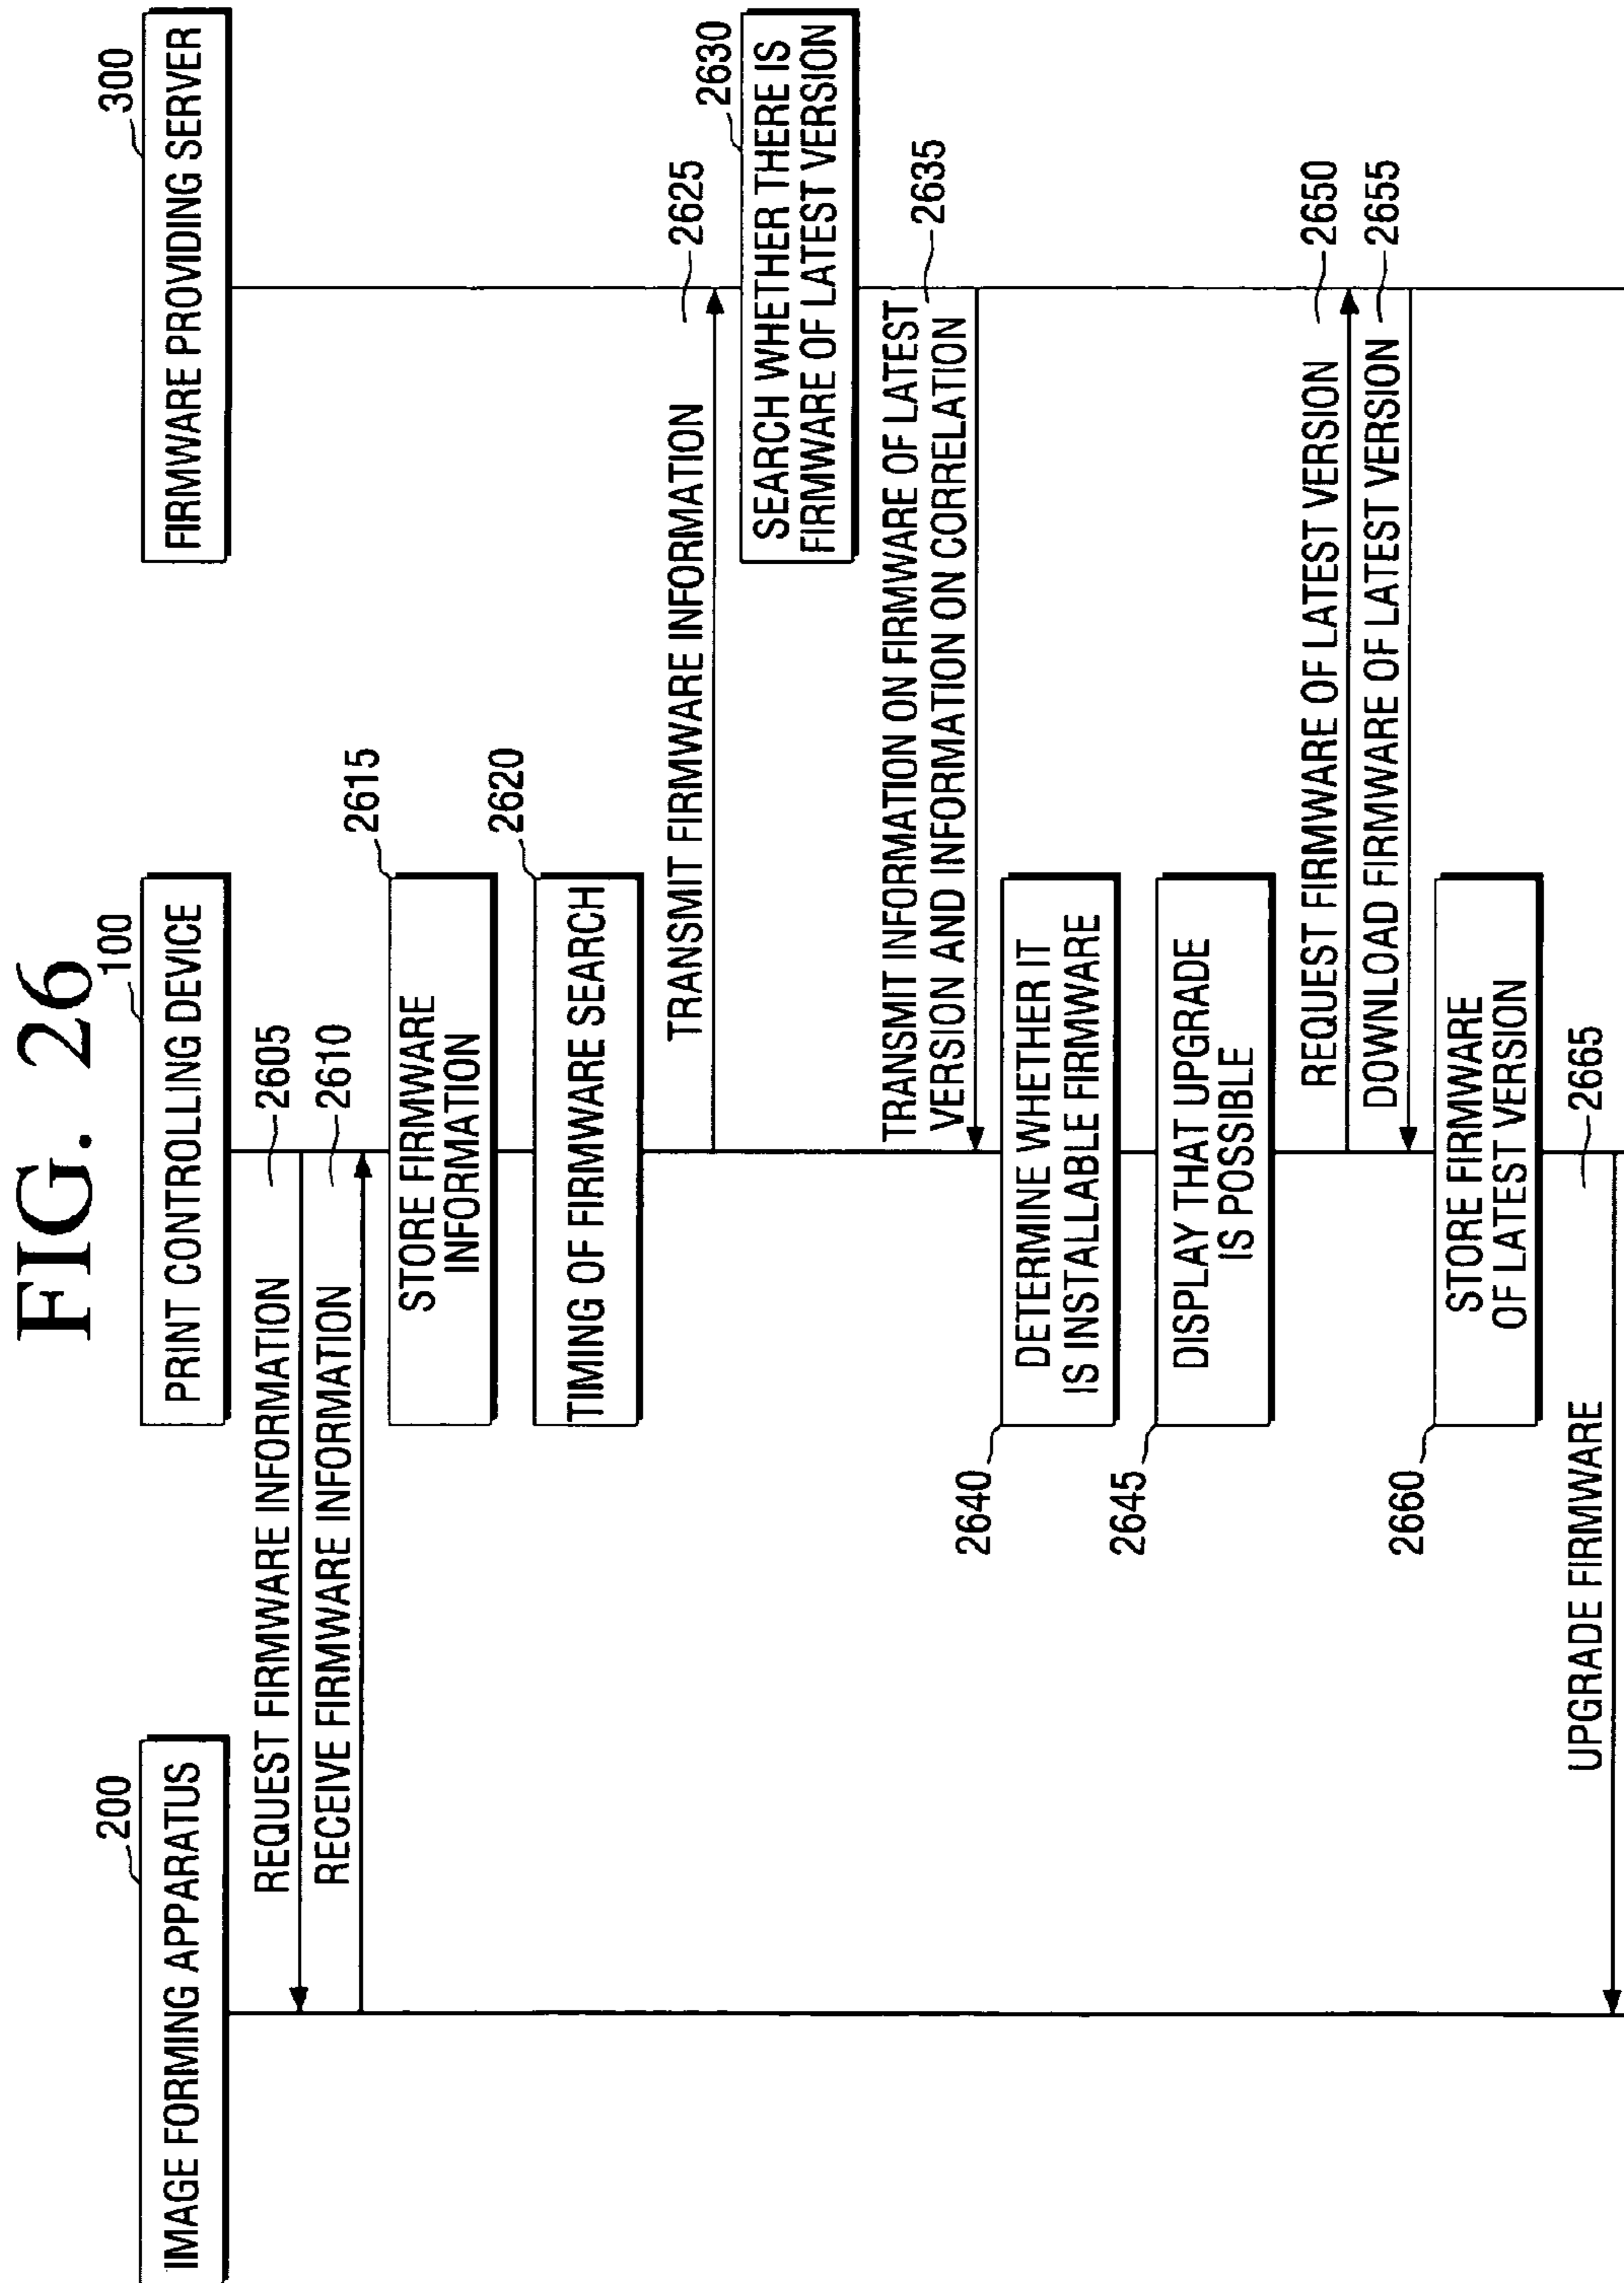 FIG. 26
200
IMAGE FORMING APPARATUS
100
PRINT CONTROLLING DEVICE
300
FIRMWARE PROVIDING SERVER
REQUEST FIRMWARE INFORMATION
2605
RECEIVE FIRMWARE INFORMATION
2610
2615
STORE FIRMWARE
INFORMATION
2620
TIMING OF FIRMWARE SEARCH
TRANSMIT FIRMWARE INFORMATION
2625
2630
SEARCH WHETHER THERE IS
FIRMWARE OF LATEST VERSION
TRANSMIT INFORMATION ON FIRMWARE OF LATEST
VERSION AND INFORMATION ON CORRELATION
2635
2640
DETERMINE WHETHER IT
IS INSTALLABLE FIRMWARE
2645
DISPLAY THAT UPGRADE
IS POSSIBLE
REQUEST FIRMWARE OF LATEST VERSION
2650
DOWNLOAD FIRMWARE OF LATEST VERSION
2655
2660
STORE FIRMWARE
OF LATEST VERSION
UPGRADE FIRMWARE
2665